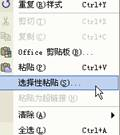 重复(R)样式 Ctrl+Y
剪切(T) Ctrl+X
复制(C) Ctrl+C
Office 剪贴板(B)...
粘贴(P) Ctrl+V
选择性粘贴(S)...
粘贴为超链接(H)
清除(A)
全选(L) Ctrl+A